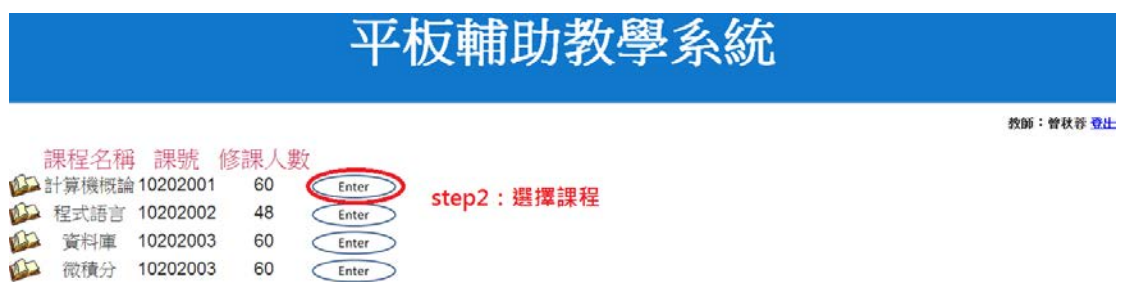 平板輔助教學系統
教師：曾秋蓉 登出
課程名稱 課號 修課人數
計算機概論 10202001 60 Enter
step2：選擇課程
程式語言 10202002 48 Enter
資料庫 10202003 60 Enter
微積分 10202003 60 Enter